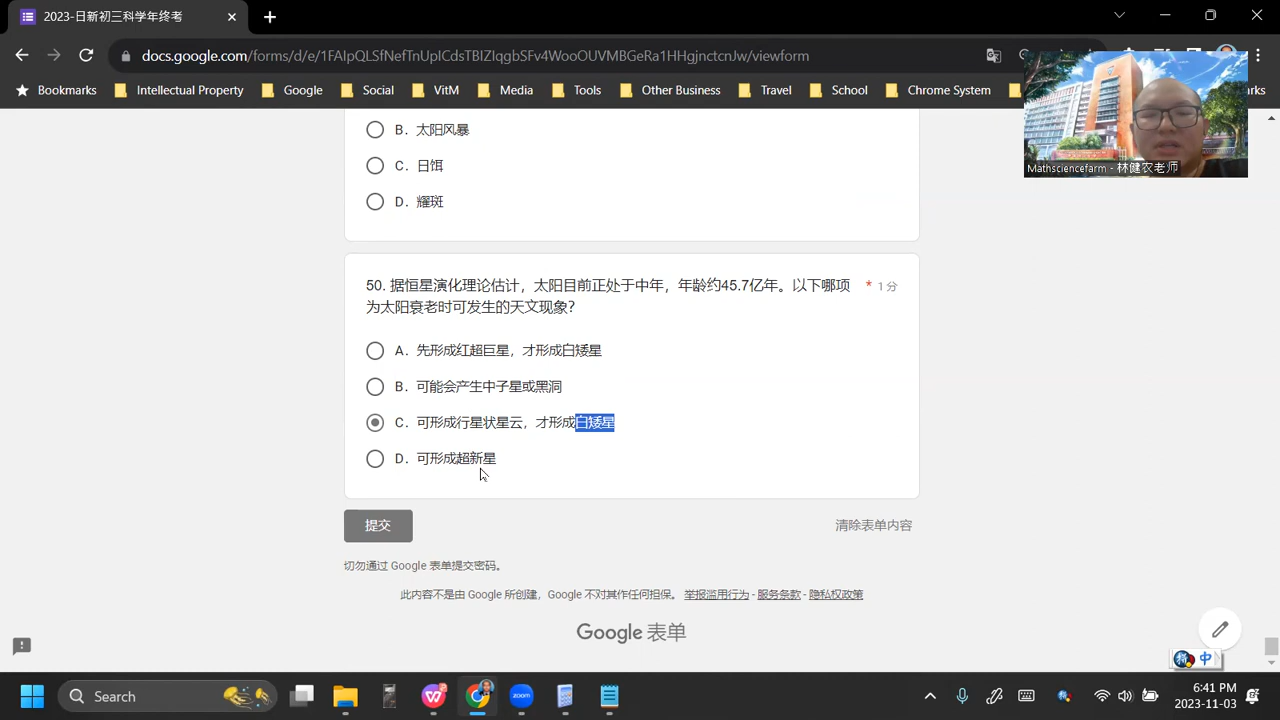 2023-日新初三科学年终考
docs.google.com/forms/d/e/1FAIpQLSfNefTnUpICdsTBIZIqgbSEy4WooOUVMBGeRa1HHgjnctcnJw/viewform
Bookmarks
Intellectual Property
Google
Social
VitM
Media
Tools
Other Business
Travel
School
Chrome System
Mathsciencefarm - 林健农老师
B. 太阳风暴
C. 日饵
D. 耀斑
50. 据恒星演化理论估计，太阳目前正处于中年，年龄约45.7亿年。以下哪项 * 1 分
为太阳衰老时可发生的天文现象？
A. 先形成红超巨星，才形成白矮星
B. 可能会产生中子星或黑洞
C. 可形成行星状星云，才形成白矮星
D. 可形成超新星
提交
清除表单内容
切勿通过 Google 表单提交密码。
此内容不是由 Google 所创建，Google 不对其作任何担保。 举报滥用行为 - 服务条款 - 隐私权政策
Google 表单
中
Search
6:41 PM
2023-11-03